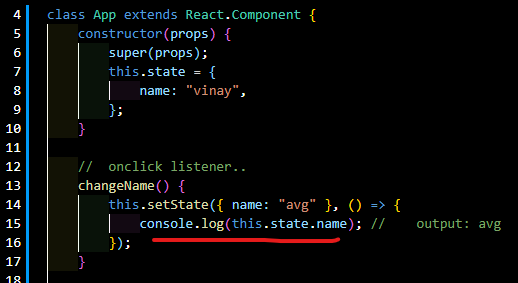 4 class App extends React.Component {
5 constructor(props) {
6 super(props);
7 this.state = {
8 name: "vinay",
9 };
10 }
11
12 // onclick listener..
13 changeName() {
14 this.setState({ name: "avg" }, () => {
15 console.log(this.state.name); // output: avg
16 });
17 }
18